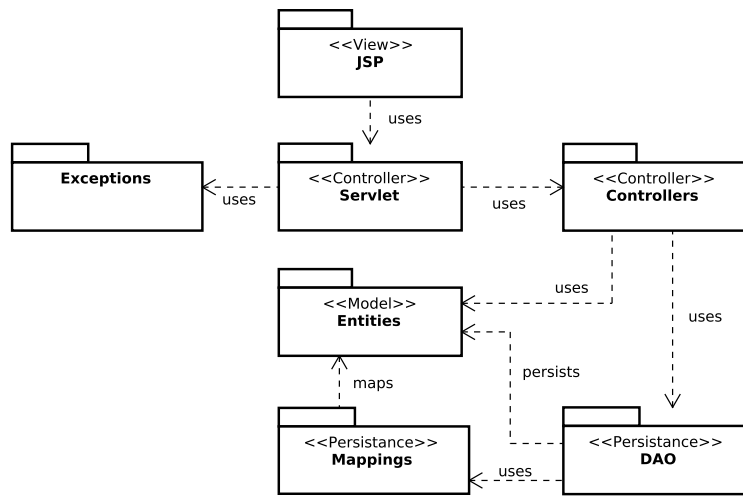 <<View>>
JSP
uses
Exceptions
<<Controller>>
Servlet
<<Controller>>
Controllers
uses
uses
<<Model>>
Entities
uses
uses
persists
maps
<<Persistance>>
Mappings
<<Persistance>>
DAO
uses